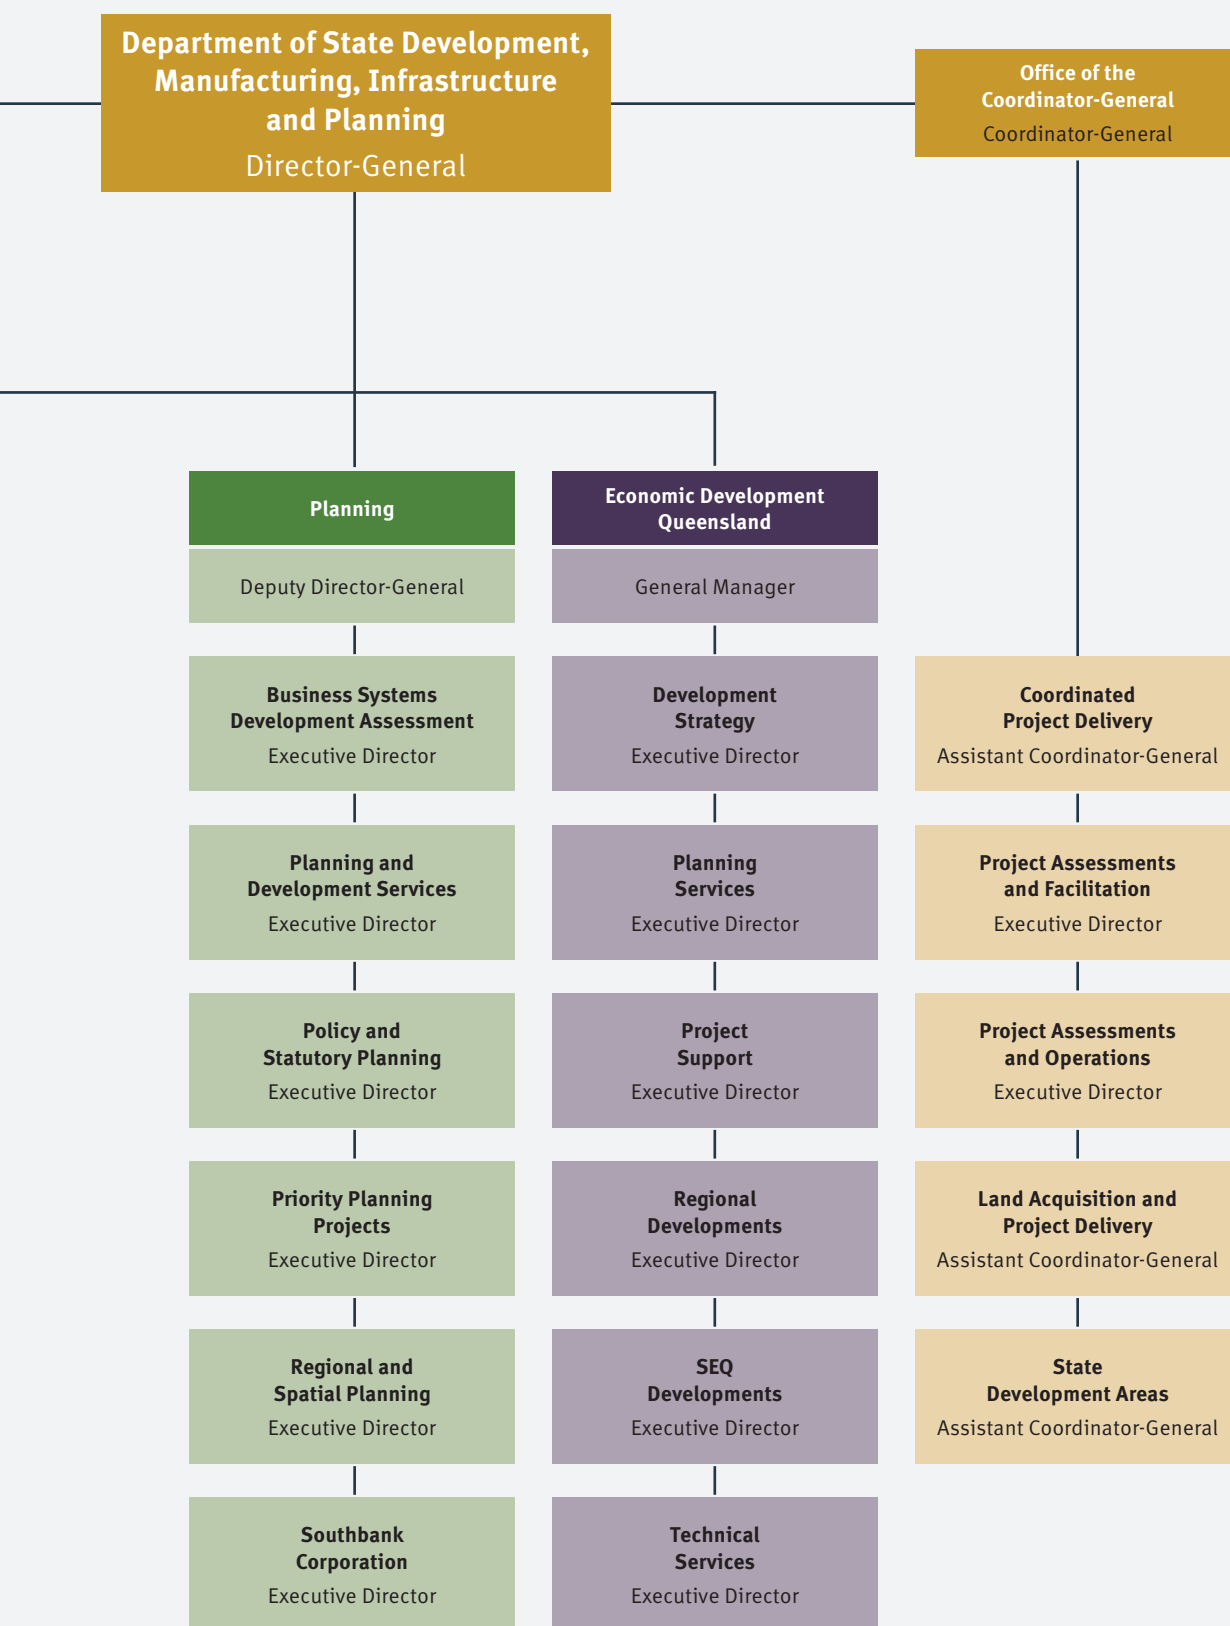 Department of State Development,
Manufacturing, Infrastructure
and Planning
Director-General
Office of the
Coordinator-General
Coordinator-General
Planning
Deputy Director-General
Business Systems
Development Assessment
Executive Director
Planning and
Development Services
Executive Director
Policy and
Statutory Planning
Executive Director
Priority Planning
Projects
Executive Director
Regional and
Spatial Planning
Executive Director
Southbank
Corporation
Executive Director
Economic Development
Queensland
General Manager
Development
Strategy
Executive Director
Planning
Services
Executive Director
Project
Support
Executive Director
Regional
Developments
Executive Director
SEQ
Developments
Executive Director
Technical
Services
Executive Director
Coordinated
Project Delivery
Assistant Coordinator-General
Project Assessments
and Facilitation
Executive Director
Project Assessments
and Operations
Executive Director
Land Acquisition and
Project Delivery
Assistant Coordinator-General
State
Development Areas
Assistant Coordinator-General